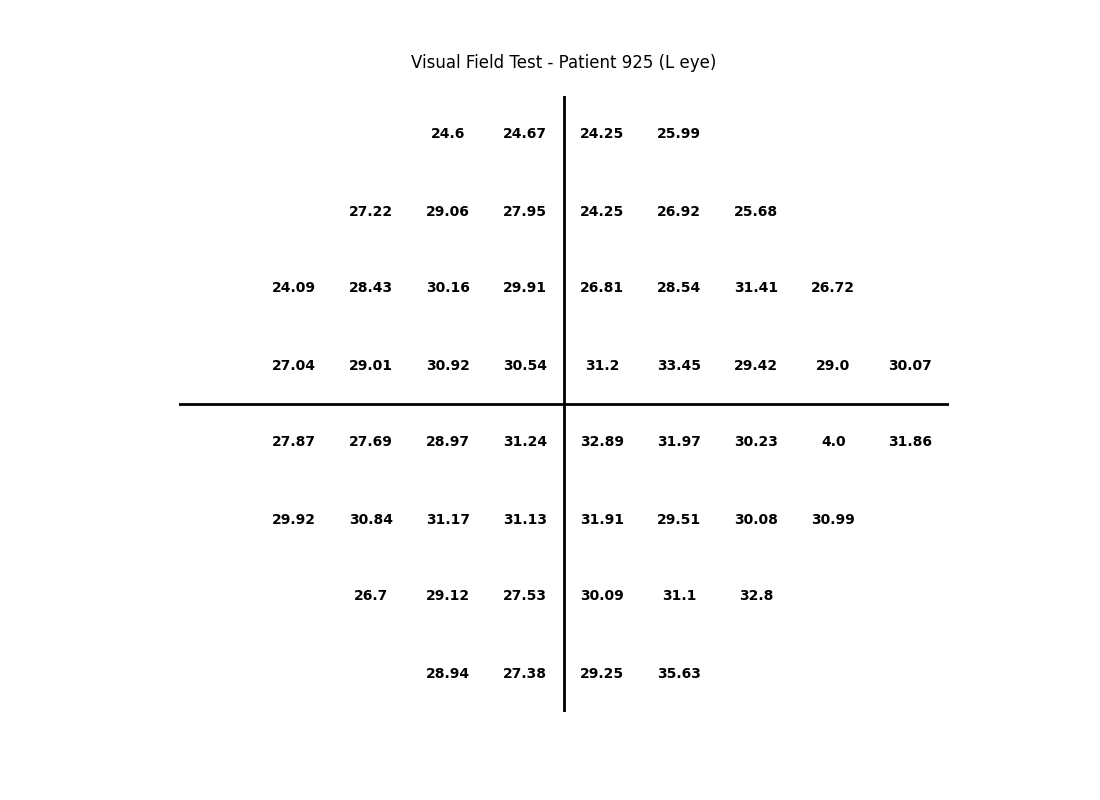 Visual Field Test - Patient 925 (L eye)
24.6 24.67 24.25 25.99
27.22 29.06 27.95 24.25 26.92 25.68
24.09 28.43 30.16 29.91 26.81 28.54 31.41 26.72
27.04 29.01 30.92 30.54 31.2 33.45 29.42 29.0 30.07
27.87 27.69 28.97 31.24 32.89 31.97 30.23 4.0 31.86
29.92 30.84 31.17 31.13 31.91 29.51 30.08 30.99
26.7 29.12 27.53 30.09 31.1 32.8
28.94 27.38 29.25 35.63